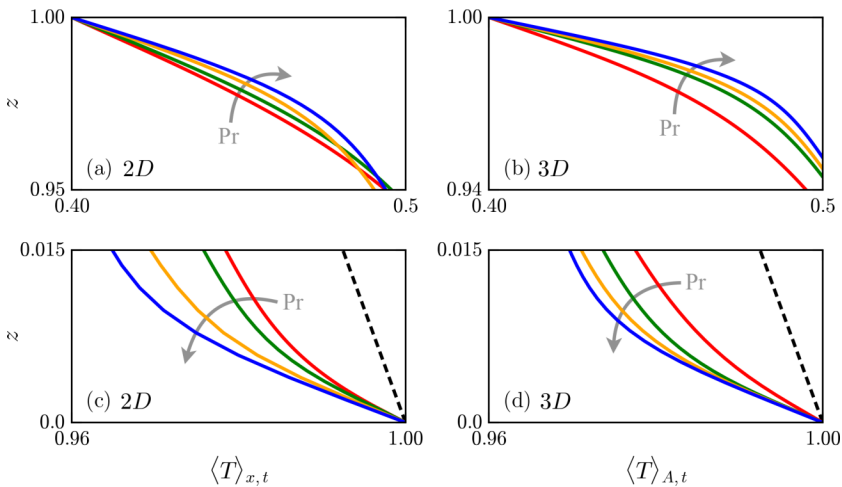 1.00
z
0.95
0.40
0.5
Pr
(a) 2D
1.00
0.94
0.40
0.5
Pr
(b) 3D
0.015
z
0.0
0.96
1.00
Pr
(c) 2D
⟨T⟩x, t
0.015
0.0
0.96
1.00
Pr
(d) 3D
⟨T⟩A, t